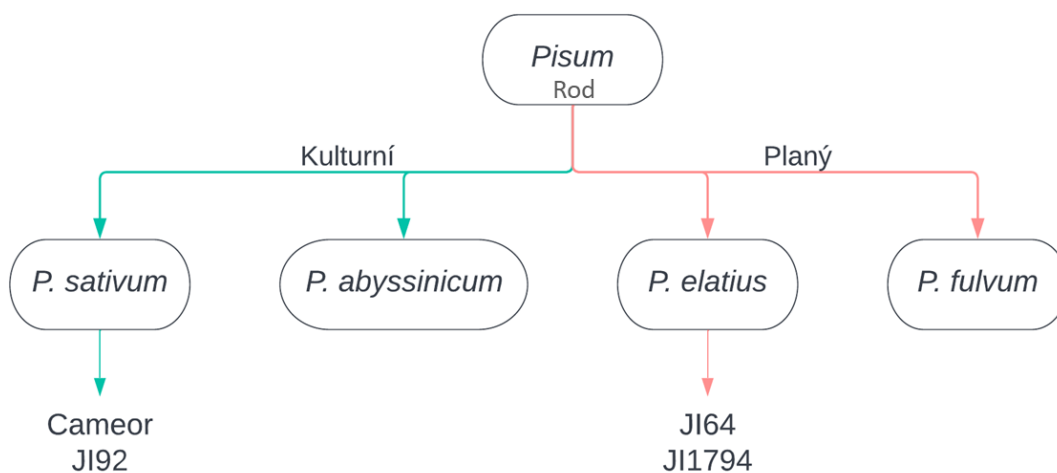 Pisum
Rod
Kulturní
Planý
P. sativum
P. abyssinicum
P. elatius
P. fulvum
Cameor
JI92
JI64
JI1794